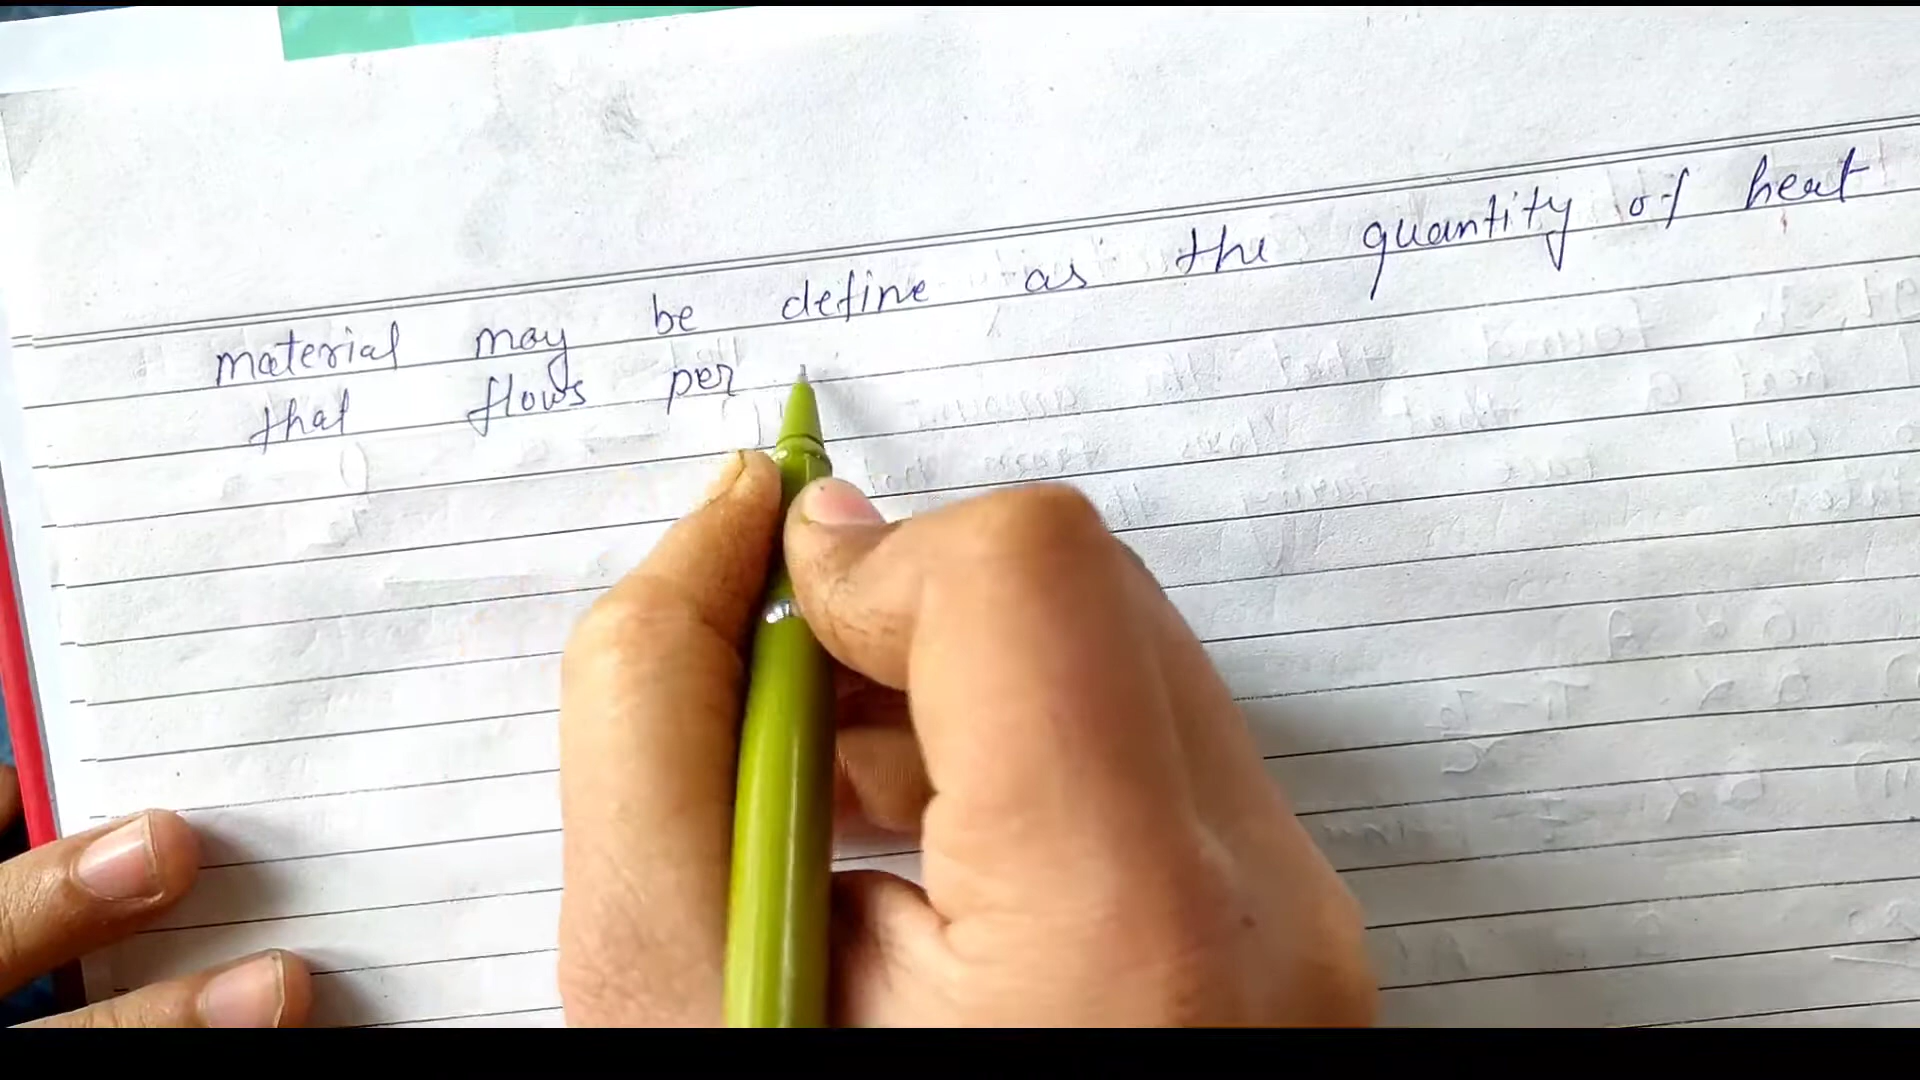 material may be define as the quantity of heat
that flows per